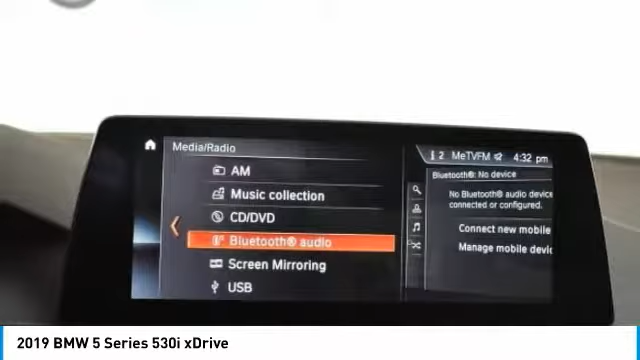 Media/Radio
AM
Music collection
CD/DVD
Bluetooth® audio
Screen Mirroring
USB
2 MeTVFM 4:32 pm
Bluetooth®: No device
No Bluetooth® audio device
connected or configured.
Connect new mobile
Manage mobile devic
2019 BMW 5 Series 530i xDrive